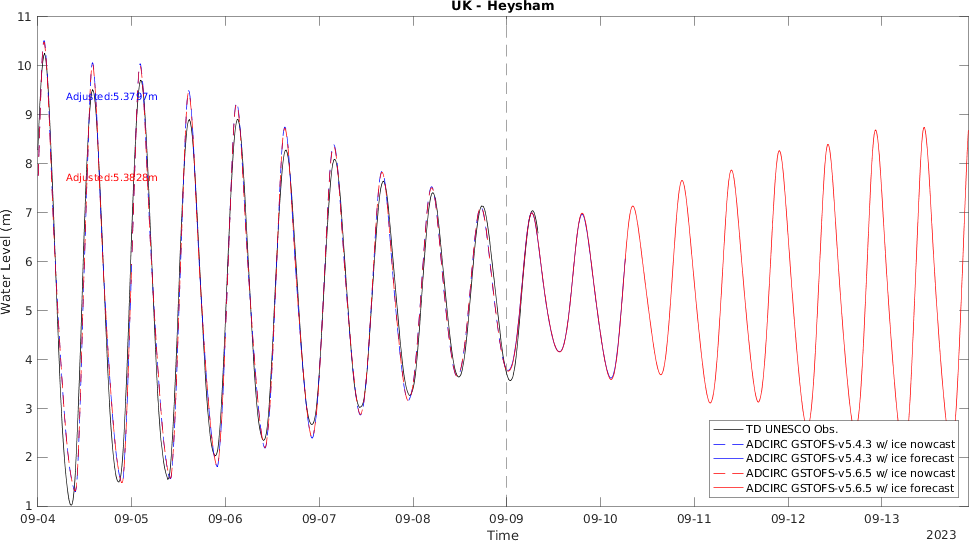 UK - Heysham
11
10
9
8
7
6
5
4
3
2
1
Water Level (m)
Adjusted:5.3797m
Adjusted:5.3828m
TD UNESCO Obs.
ADCIRC GSTOFS-v5.4.3 w/ ice nowcast
ADCIRC GSTOFS-v5.4.3 w/ ice forecast
ADCIRC GSTOFS-v5.6.5 w/ ice nowcast
ADCIRC GSTOFS-v5.6.5 w/ ice forecast
09-04 09-05 09-06 09-07 09-08 09-09 09-10 09-11 09-12 09-13
Time
2023